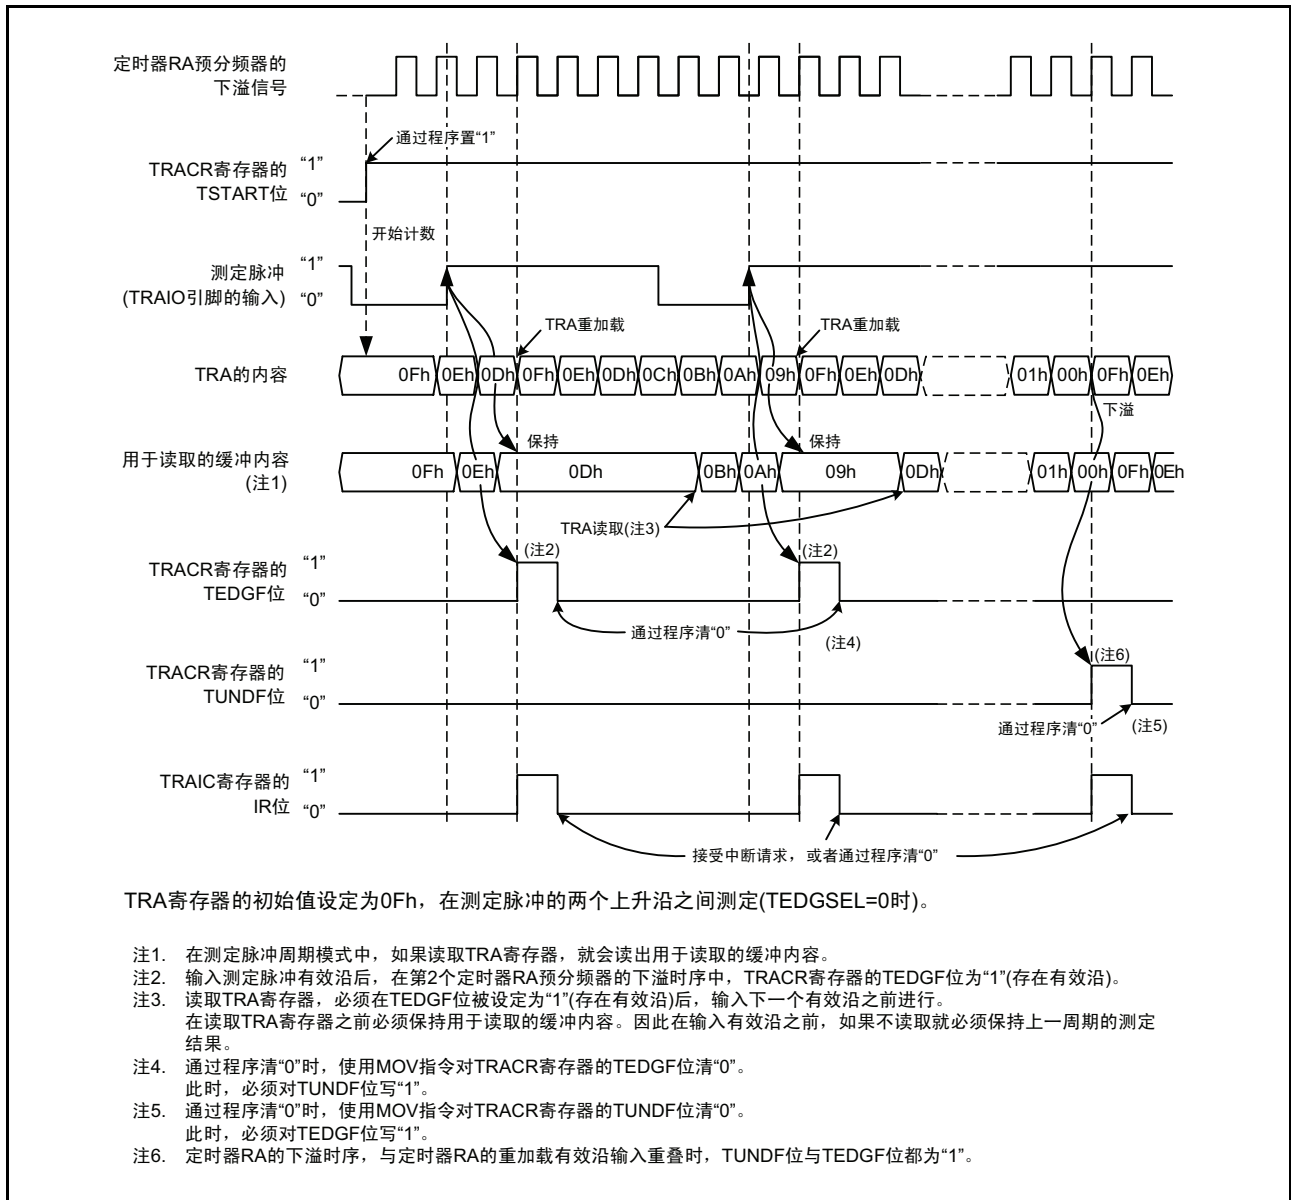 定时器RA预分频器的
下溢信号
通过程序置“1”
TRACR寄存器的
TSTART位
“1”
“0”
开始计数
测定脉冲
(TRAIO引脚的输入)
“1”
“0”
TRA重加载
TRA重加载
TRA的内容
0Fh 0Eh 0Dh 0Fh 0Eh 0Dh 0Ch 0Bh 0Ah 09h 0Fh 0Eh 0Dh 01h 00h 0Fh 0Eh
下溢
保持
保持
用于读取的缓冲内容
(注1)
0Fh 0Eh 0Dh 0Bh 0Ah 09h 0Dh 01h 00h 0Fh 0Eh
TRA读取(注3)
(注2)
(注2)
TRACR寄存器的
TEDGF位
“1”
“0”
通过程序清“0”
(注4)
TRACR寄存器的
TUNDF位
“1”
“0”
(注6)
通过程序清“0”
(注5)
TRAIC寄存器的
IR位
“1”
“0”
接受中断请求，或者通过程序清“0”
TRA寄存器的初始值设定为0Fh，在测定脉冲的两个上升沿之间测定(TEDGSEL=0时)。
注1. 在测定脉冲周期模式中，如果读取TRA寄存器，就会读出用于读取的缓冲内容。
注2. 输入测定脉冲有效沿后，在第2个定时器RA预分频器的下溢时序中，TRACR寄存器的TEDGF位为“1”(存在有效沿)。
注3. 读取TRA寄存器，必须在TEDGF位被设定为“1”(存在有效沿)后，输入下一个有效沿之前进行。
在读取TRA寄存器之前必须保持用于读取的缓冲内容。因此在输入有效沿之前，如果不读取就必须保持上一周期的测定
结果。
注4. 通过程序清“0”时，使用MOV指令对TRACR寄存器的TEDGF位清“0”。
此时，必须对TUNDF位写“1”。
注5. 通过程序清“0”时，使用MOV指令对TRACR寄存器的TUNDF位清“0”。
此时，必须对TEDGF位写“1”。
注6. 定时器RA的下溢时序，与定时器RA的重加载有效沿输入重叠时，TUNDF位与TEDGF位都为“1”。